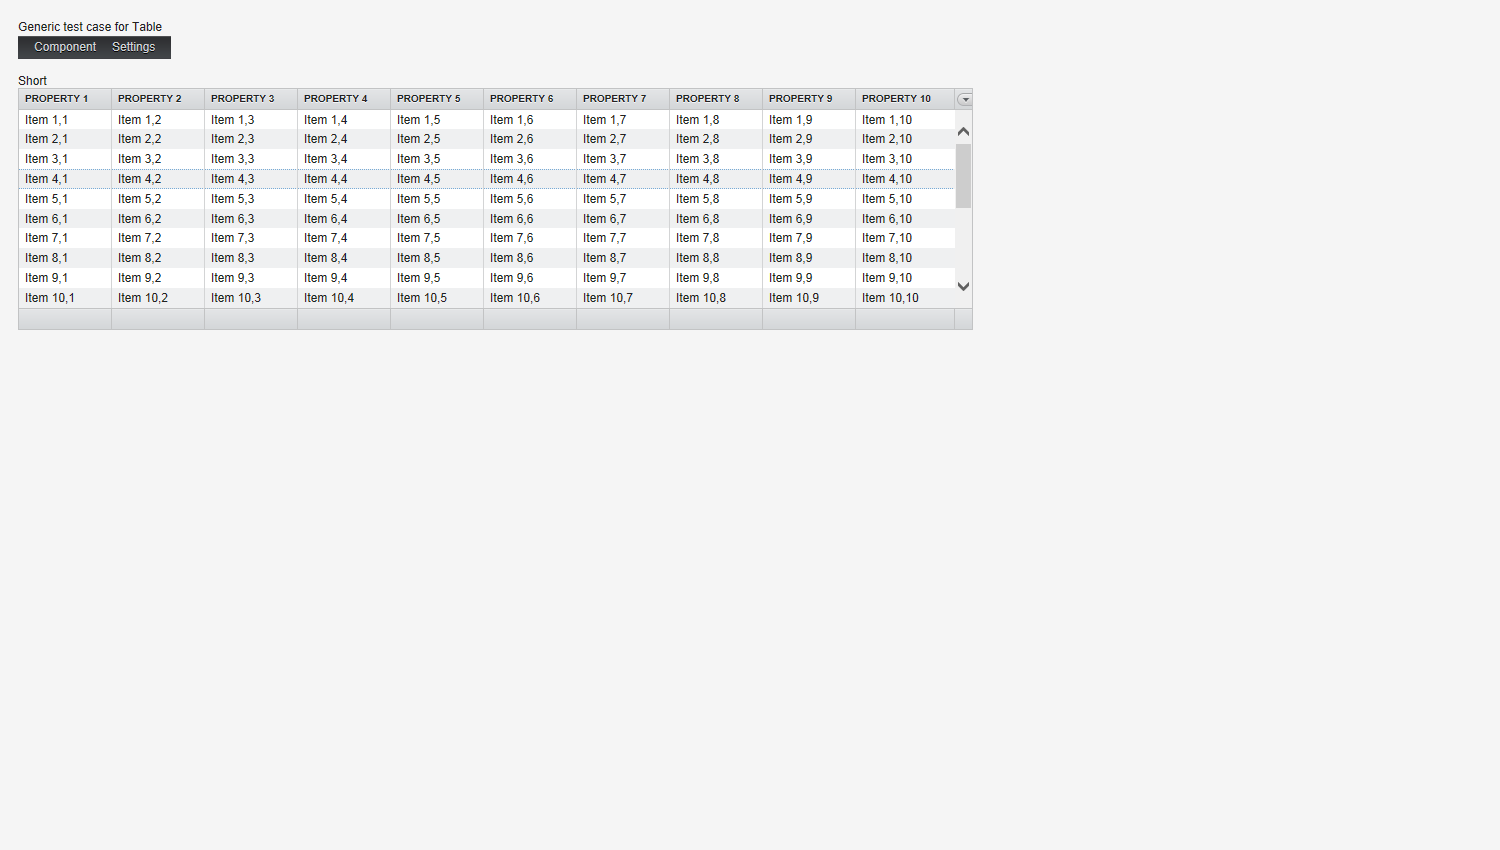 Generic test case for Table
Component Settings
Short
PROPERTY 1 PROPERTY 2 PROPERTY 3 PROPERTY 4 PROPERTY 5 PROPERTY 6 PROPERTY 7 PROPERTY 8 PROPERTY 9 PROPERTY 10
Item 1,1 Item 1,2 Item 1,3 Item 1,4 Item 1,5 Item 1,6 Item 1,7 Item 1,8 Item 1,9 Item 1,10
Item 2,1 Item 2,2 Item 2,3 Item 2,4 Item 2,5 Item 2,6 Item 2,7 Item 2,8 Item 2,9 Item 2,10
Item 3,1 Item 3,2 Item 3,3 Item 3,4 Item 3,5 Item 3,6 Item 3,7 Item 3,8 Item 3,9 Item 3,10
Item 4,1 Item 4,2 Item 4,3 Item 4,4 Item 4,5 Item 4,6 Item 4,7 Item 4,8 Item 4,9 Item 4,10
Item 5,1 Item 5,2 Item 5,3 Item 5,4 Item 5,5 Item 5,6 Item 5,7 Item 5,8 Item 5,9 Item 5,10
Item 6,1 Item 6,2 Item 6,3 Item 6,4 Item 6,5 Item 6,6 Item 6,7 Item 6,8 Item 6,9 Item 6,10
Item 7,1 Item 7,2 Item 7,3 Item 7,4 Item 7,5 Item 7,6 Item 7,7 Item 7,8 Item 7,9 Item 7,10
Item 8,1 Item 8,2 Item 8,3 Item 8,4 Item 8,5 Item 8,6 Item 8,7 Item 8,8 Item 8,9 Item 8,10
Item 9,1 Item 9,2 Item 9,3 Item 9,4 Item 9,5 Item 9,6 Item 9,7 Item 9,8 Item 9,9 Item 9,10
Item 10,1 Item 10,2 Item 10,3 Item 10,4 Item 10,5 Item 10,6 Item 10,7 Item 10,8 Item 10,9 Item 10,10